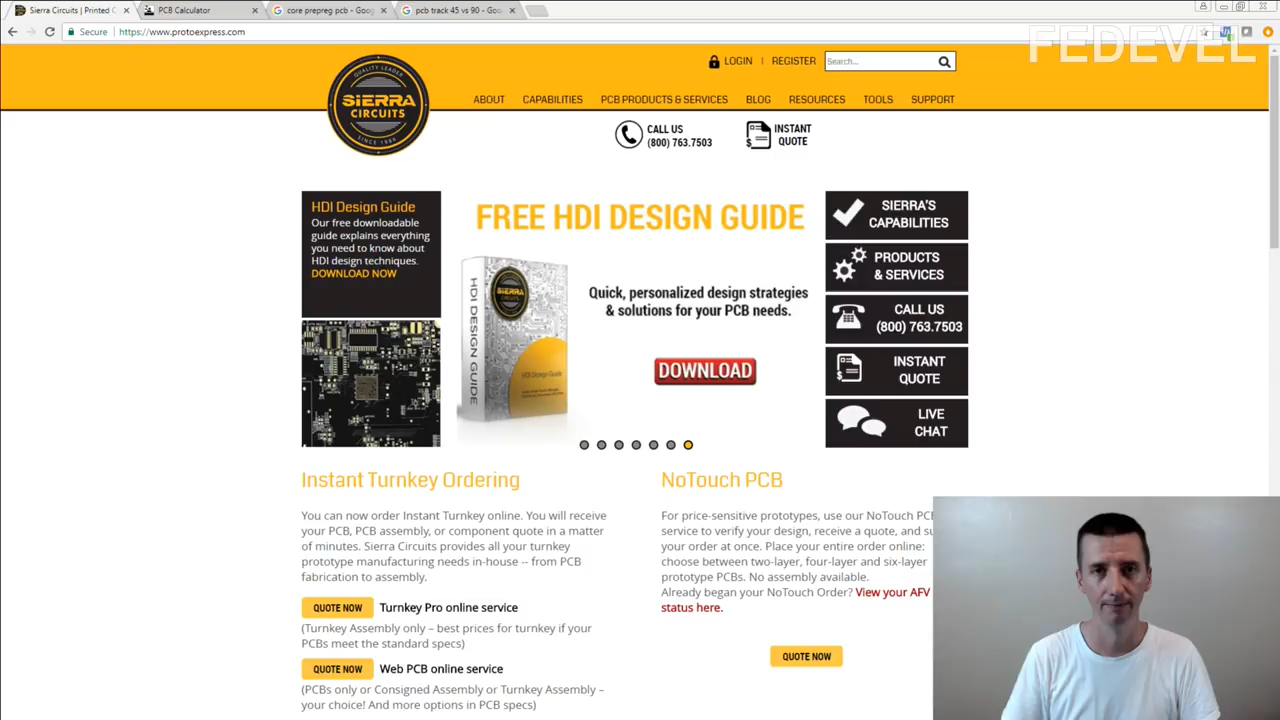 Sierra Circuits | Printed C
PCB Calculator
core prepreg pcb - Goog
pcb track 45 vs 90 - Goo
Secure
https://www.protoexpress.com
FEDEVEL
LOGIN | REGISTER
Search...
QUALITY LEADER
SIERRA
CIRCUITS
SINCE 1986
ABOUT
CAPABILITIES
PCB PRODUCTS & SERVICES
BLOG
RESOURCES
TOOLS
SUPPORT
CALL US
(800) 763.7503
INSTANT
QUOTE
HDI Design Guide
Our free downloadable
guide explains everything
you need to know about
HDI design techniques.
DOWNLOAD NOW
FREE HDI DESIGN GUIDE
SIERRA
CIRCUITS
HDI DESIGN GUIDE
HDI Design Guide
Quick, personalized design strategies
& solutions for your PCB needs.
DOWNLOAD
SIERRA'S
CAPABILITIES
PRODUCTS
& SERVICES
CALL US
(800) 763.7503
INSTANT
QUOTE
LIVE
CHAT
Instant Turnkey Ordering
You can now order Instant Turnkey online. You will receive
your PCB, PCB assembly, or component quote in a matter
of minutes. Sierra Circuits provides all your turnkey
prototype manufacturing needs in-house -- from PCB
fabrication to assembly.
QUOTE NOW Turnkey Pro online service
(Turnkey Assembly only – best prices for turnkey if your
PCBs meet the standard specs)
QUOTE NOW Web PCB online service
(PCBs only or Consigned Assembly or Turnkey Assembly –
your choice! And more options in PCB specs)
NoTouch PCB
For price-sensitive prototypes, use our NoTouch PC
service to verify your design, receive a quote, and su
your order at once. Place your entire order online:
choose between two-layer, four-layer and six-layer
prototype PCBs. No assembly available.
Already began your NoTouch Order? View your AFV
status here.
QUOTE NOW